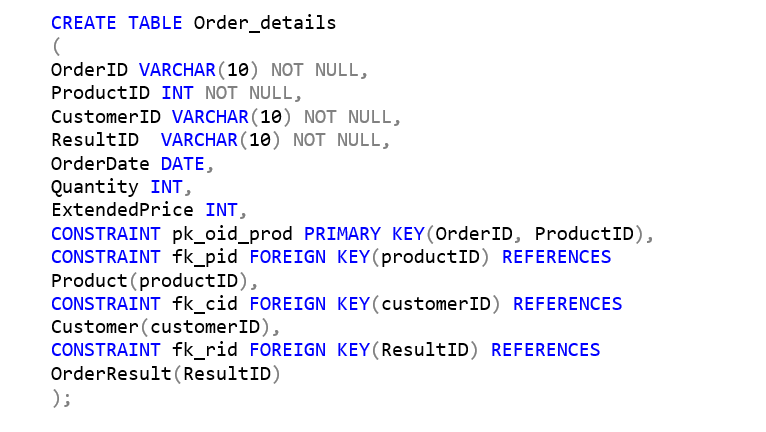 CREATE TABLE Order_details
(
OrderID VARCHAR(10) NOT NULL,
ProductID INT NOT NULL,
CustomerID VARCHAR(10) NOT NULL,
ResultID  VARCHAR(10) NOT NULL,
OrderDate DATE,
Quantity INT,
ExtendedPrice INT,
CONSTRAINT pk_oid_prod PRIMARY KEY(OrderID, ProductID),
CONSTRAINT fk_pid FOREIGN KEY(productID) REFERENCES
Product(productID),
CONSTRAINT fk_cid FOREIGN KEY(customerID) REFERENCES
Customer(customerID),
CONSTRAINT fk_rid FOREIGN KEY(ResultID) REFERENCES
OrderResult(ResultID)
);